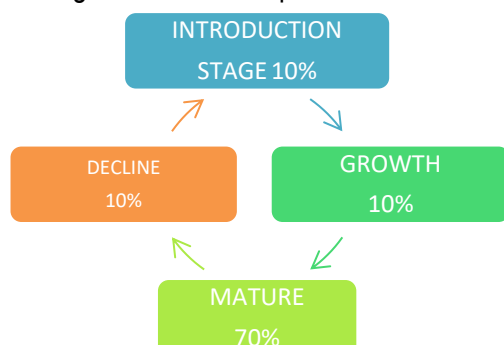 INTRODUCTION
STAGE 10%
DECLINE
10%
GROWTH
10%
MATURE
70%